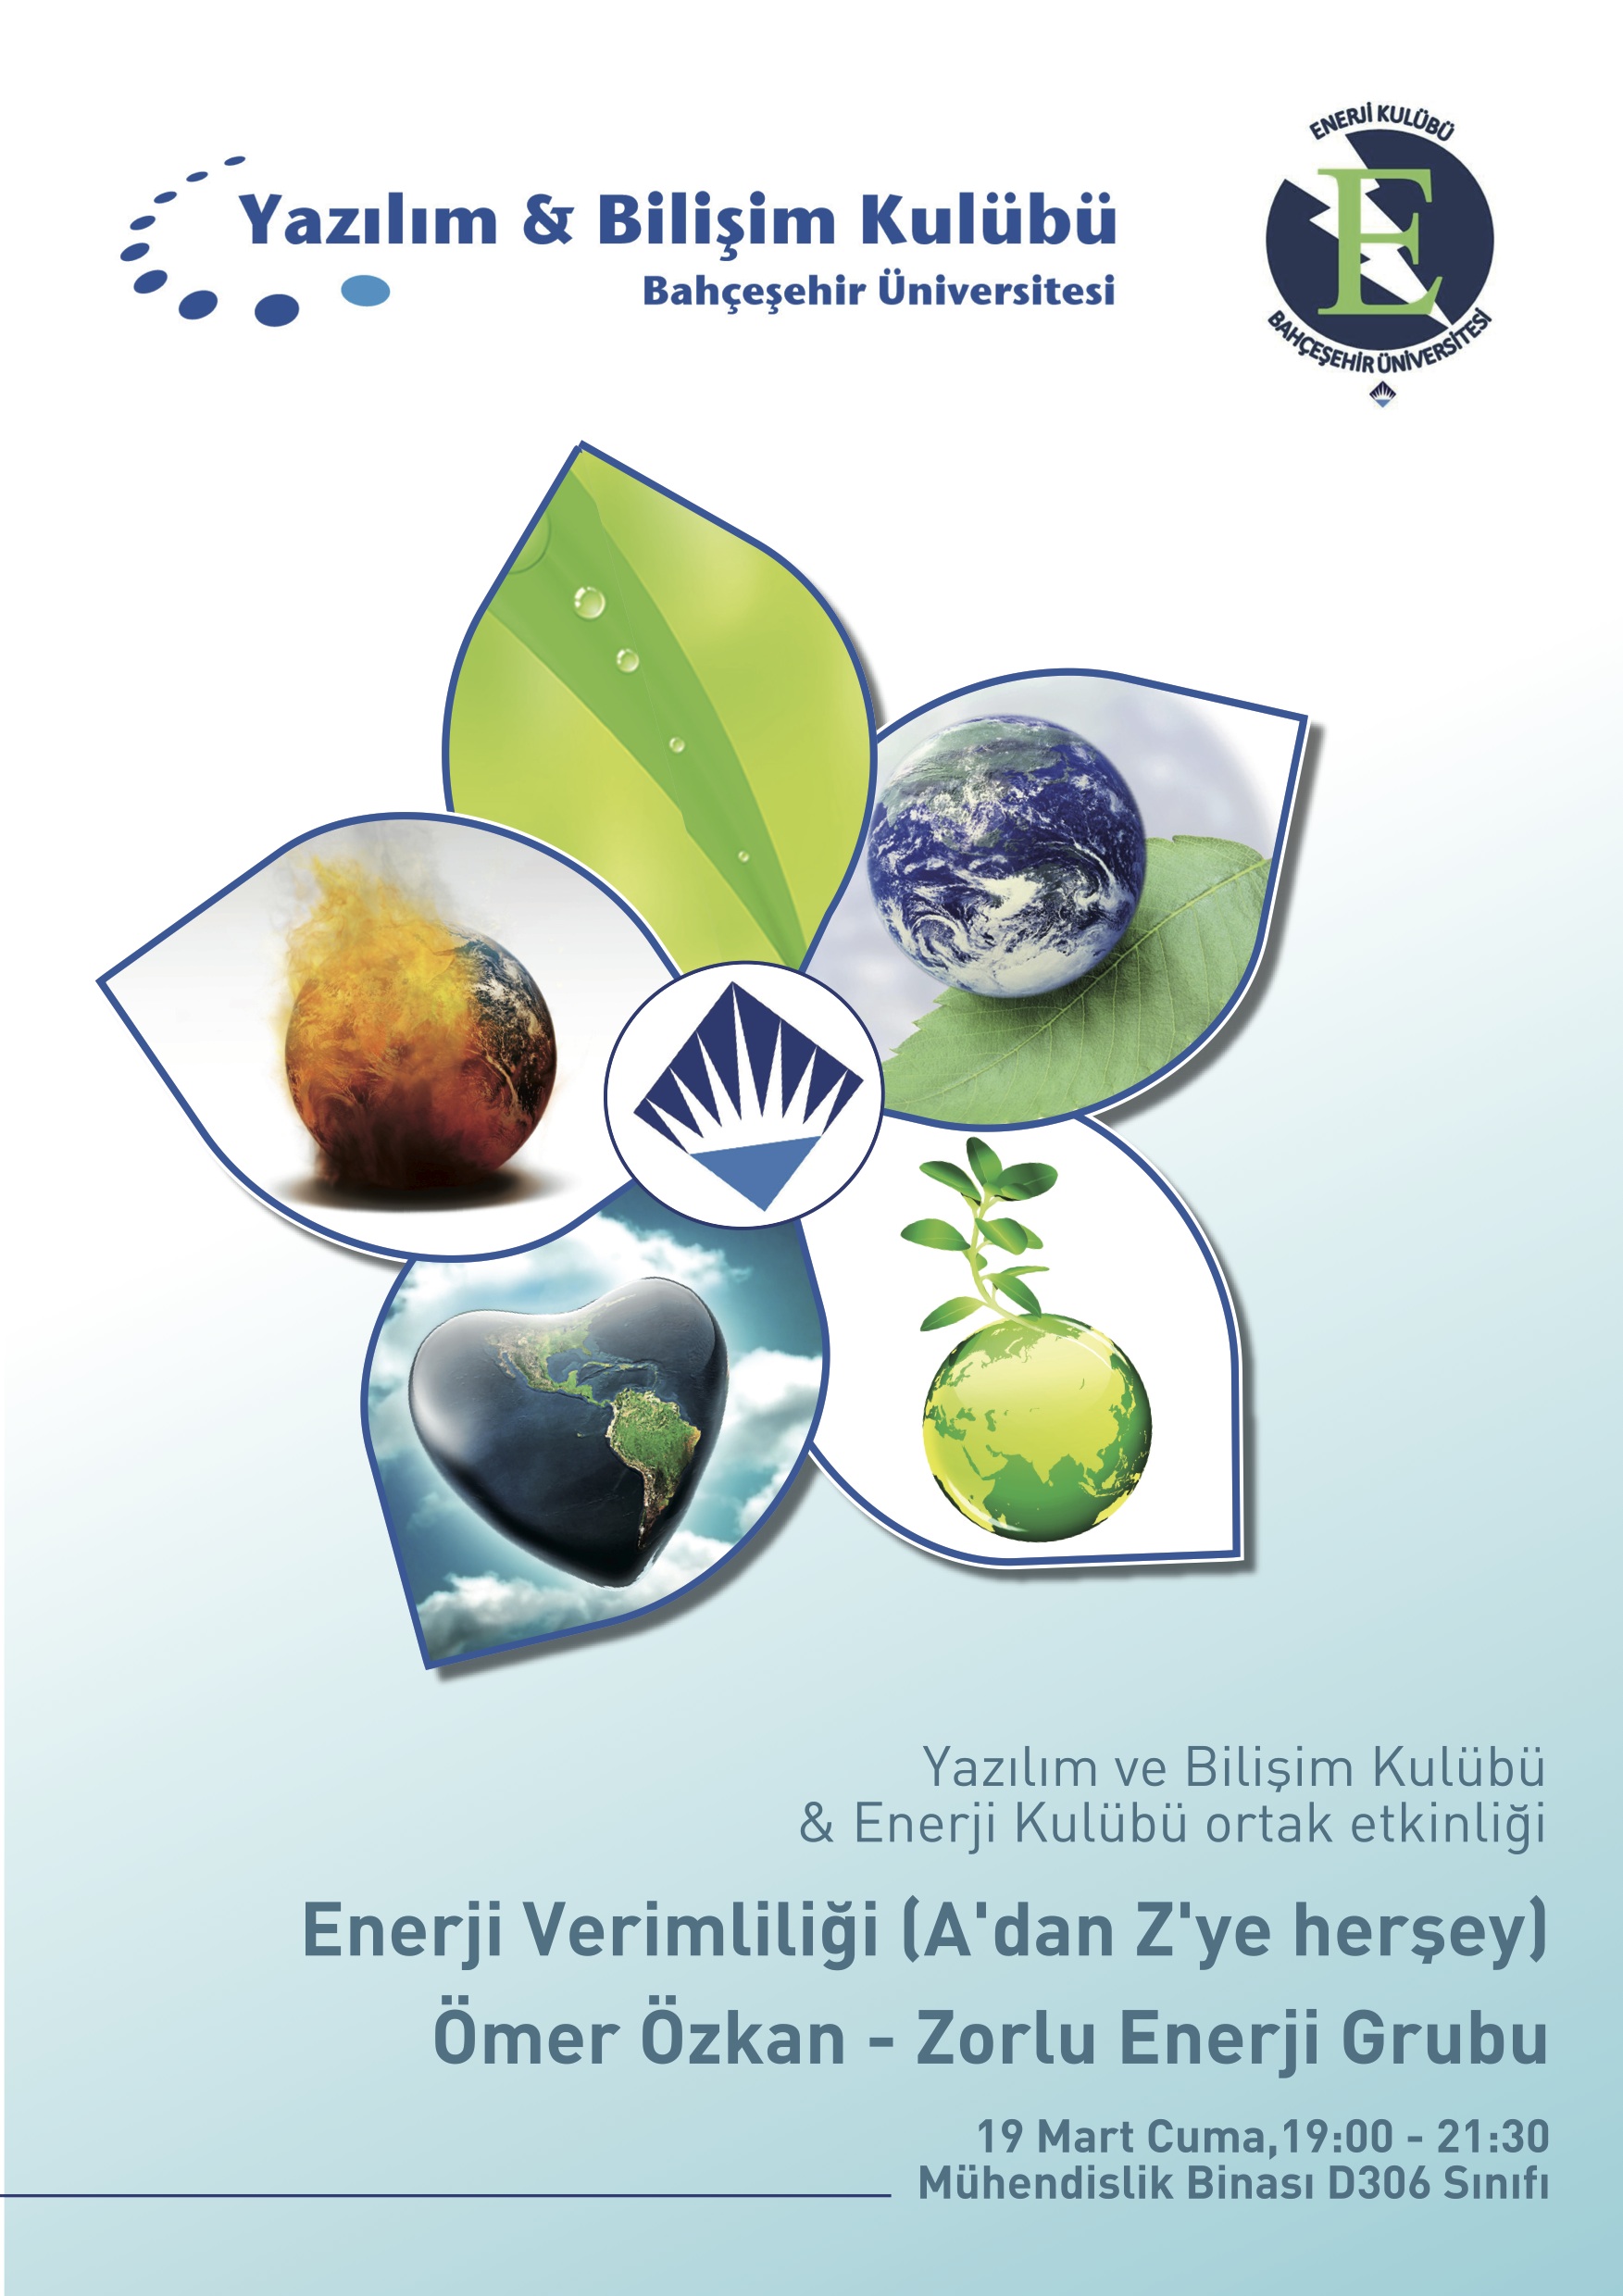 Yazılım & Bilişim Kulübü
Bahçeşehir Üniversitesi
ENERJİ KULÜBÜ
E
BAHÇEŞEHİR ÜNİVERSİTESİ
Yazılım ve Bilişim Kulübü
& Enerji Kulübü ortak etkinliği
Enerji Verimliliği (A'dan Z'ye herşey)
Ömer Özkan - Zorlu Enerji Grubu
19 Mart Cuma,19:00 - 21:30
Mühendislik Binası D306 Sınıfı